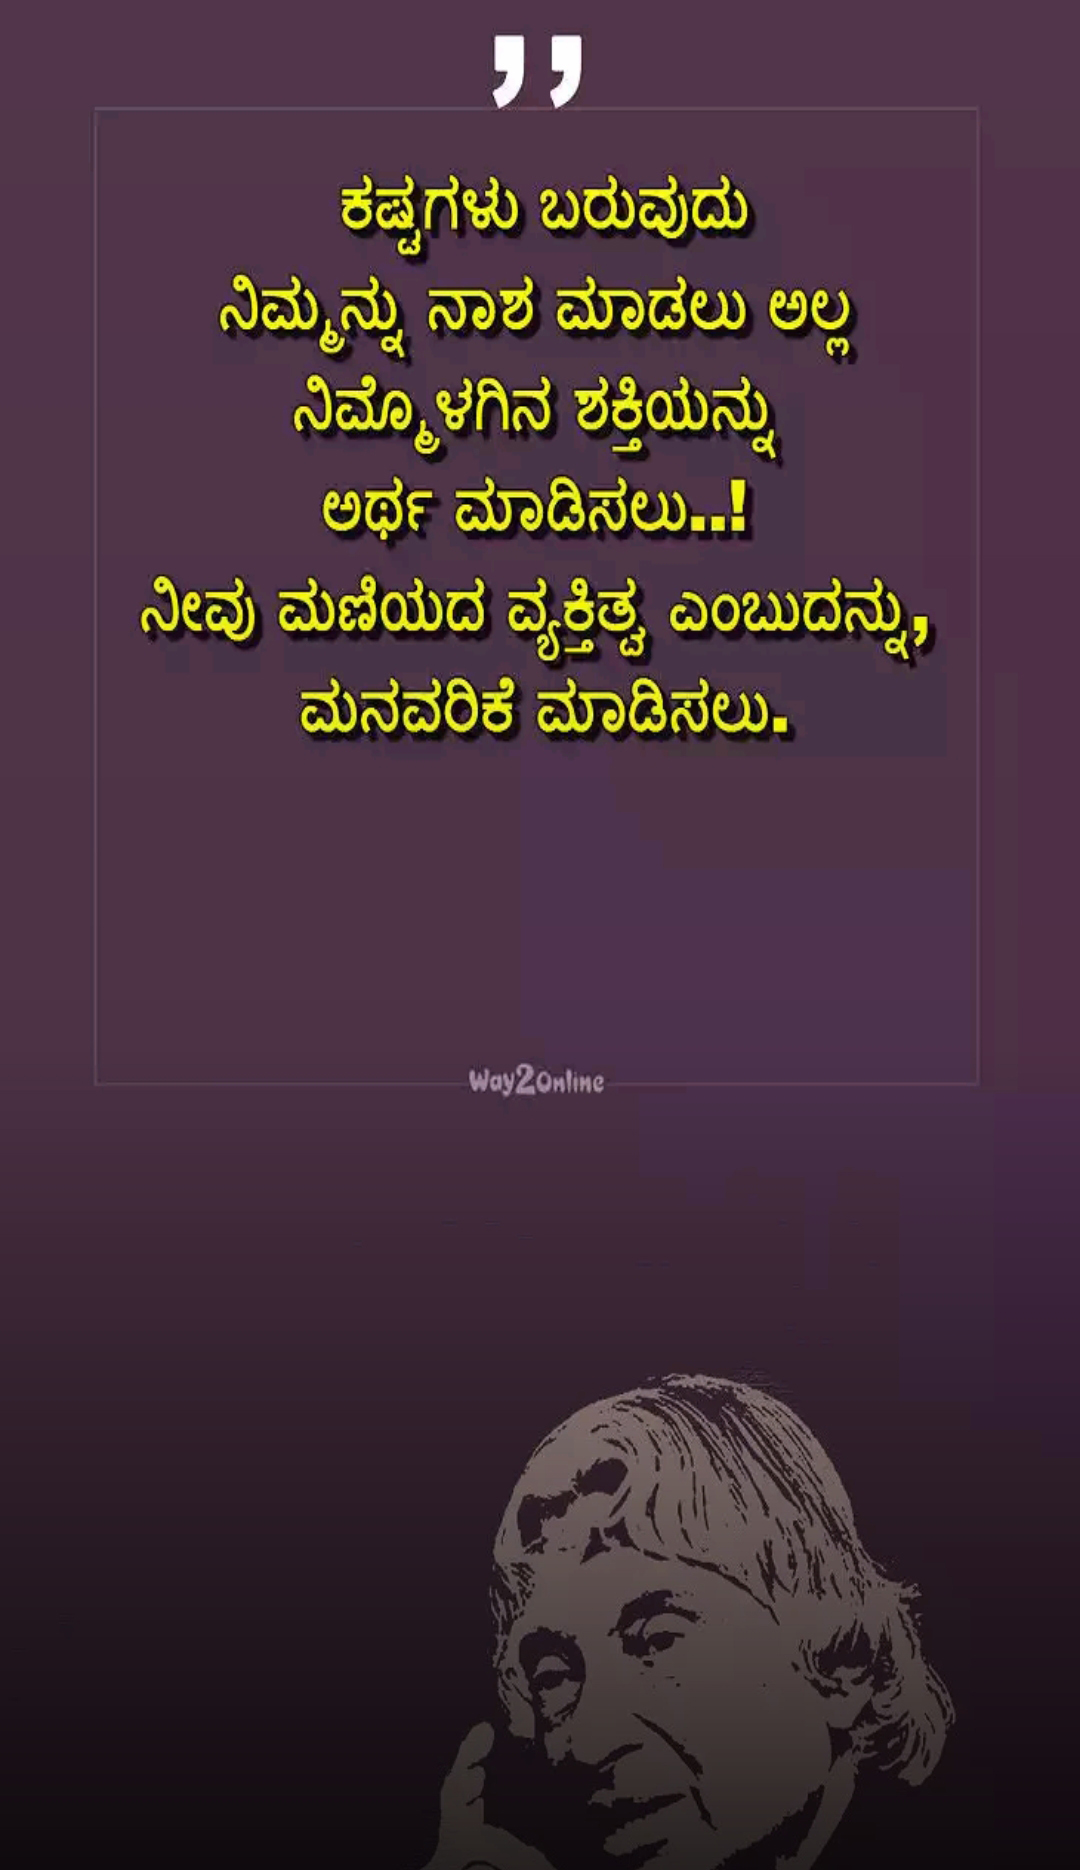 ”
ಕಷ್ಟಗಳು ಬರುವುದು
ನಿಮ್ಮನ್ನು ನಾಶ ಮಾಡಲು ಅಲ್ಲ
ನಿಮ್ಮೊಳಗಿನ ಶಕ್ತಿಯನ್ನು
ಅರ್ಥ ಮಾಡಿಸಲು..!
ನೀವು ಮಣಿಯದ ವ್ಯಕ್ತಿತ್ವ ಎಂಬುದನ್ನು,
ಮನವರಿಕೆ ಮಾಡಿಸಲು.
Way2Online